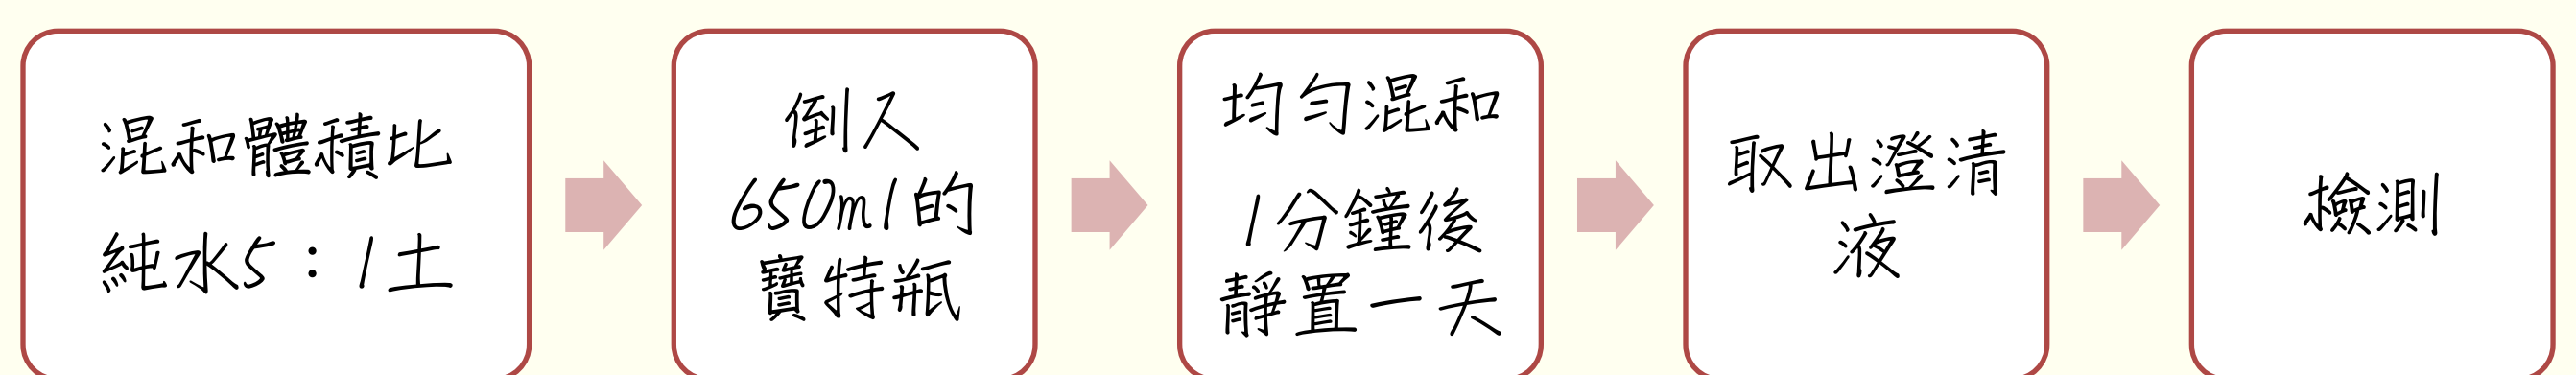 混和體積比
純水5：1土
倒入
650ml的
寶特瓶
均勻混和
1分鐘後
靜置一天
取出澄清
液
檢測